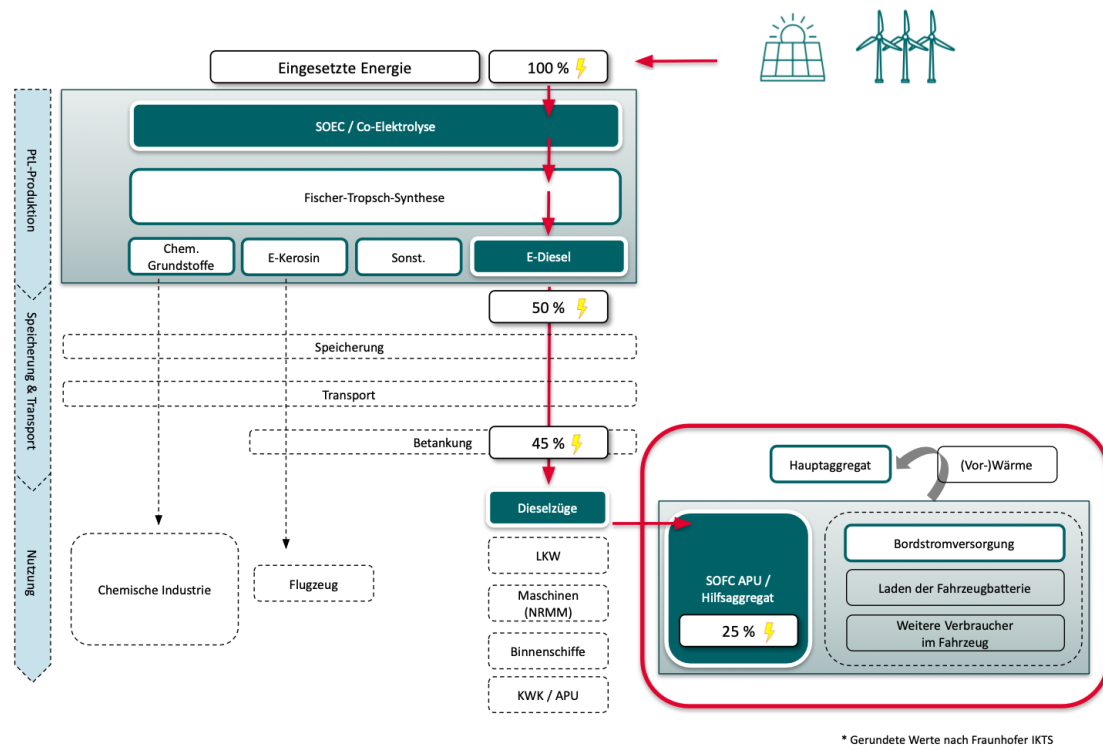 Eingesetzte Energie
100 %
PtL-Produktion
SOEC / Co-Elektrolyse
Fischer-Tropsch-Synthese
Chem.
Grundstoffe
E-Kerosin
Sonst.
E-Diesel
50 %
Speicherung & Transport
Speicherung
Transport
Betankung
45 %
Nutzung
Chemische Industrie
Flugzeug
Dieselzüge
LKW
Maschinen
(NRMM)
Binnenschiffe
KWK / APU
Hauptaggregat
(Vor-)Wärme
SOFC APU /
Hilfsaggregat
25 %
Bordstromversorgung
Laden der Fahrzeugbatterie
Weitere Verbraucher
im Fahrzeug
* Gerundete Werte nach Fraunhofer IKTS